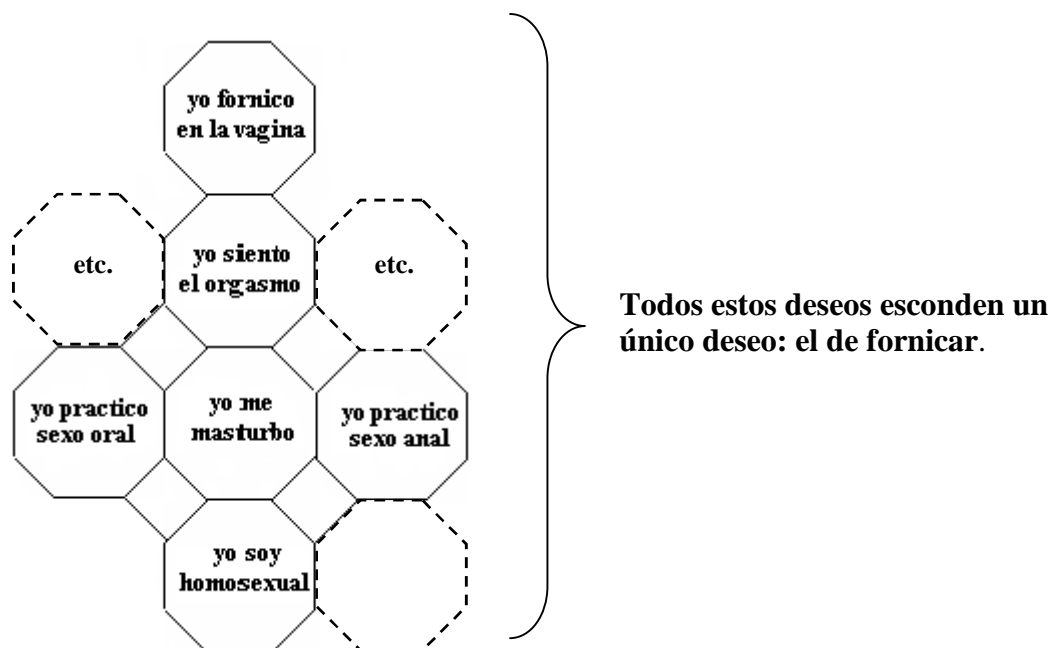 yo fornico
en la vagina
etc.
yo siento
el orgasmo
etc.
Todos estos deseos esconden un
único deseo: el de fornicar.
yo practico
sexo oral
yo me
masturbo
yo practico
sexo anal
yo soy
homosexual